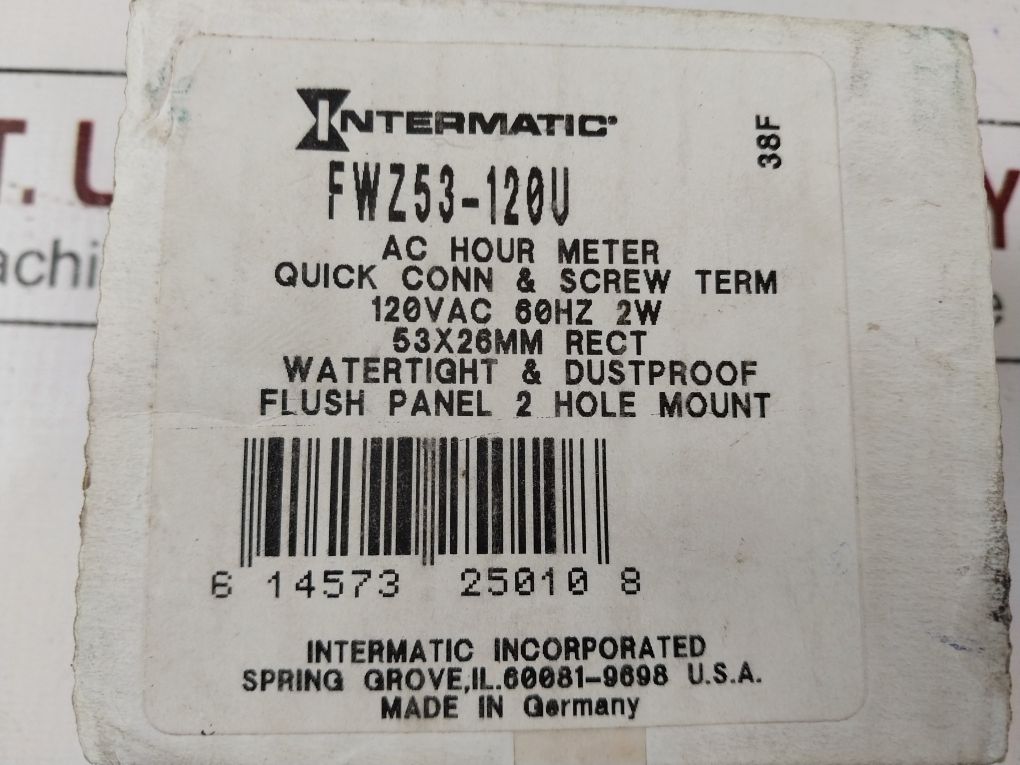 INTERMATIC®
38F
FWZ53-120U
AC HOUR METER
QUICK CONN & SCREW TERM
120VAC 60HZ 2W
53X26MM RECT
WATERTIGHT & DUSTPROOF
FLUSH PANEL 2 HOLE MOUNT
6 14573 25010 8
INTERMATIC INCORPORATED
SPRING GROVE,IL.60081-9698 U.S.A.
MADE IN Germany